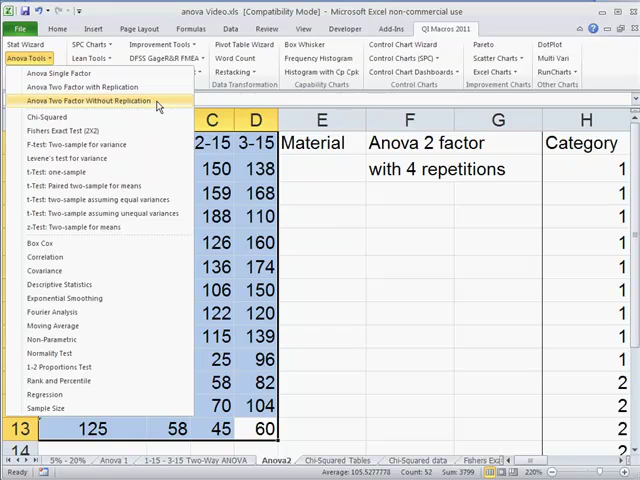 anova Video.xls [Compatibility Mode] - Microsoft Excel non-commercial use
File Home Insert Page Layout Formulas Data Review View Developer Add-Ins QI Macros 2011
Stat Wizard SPC Charts Improvement Tools Pivot Table Wizard Box Whisker Control Chart Wizard Pareto DotPlot
Anova Tools Lean Tools DFSS GageR&R FMEA Word Count Frequency Histogram Control Charts (SPC) Scatter Multi Vari
Restacking Histogram with Cp Cpk Control Chart Dashboards Precontrol
Data Transformation Capability
Anova Single Factor
Anova Two Factor with Replication
Anova Two Factor Without Replication
Chi-Squared
Fishers Exact Test (2X2)
F-test: Two-sample for variance
Levene's test for variance
t-Test: one-sample
t-Test: Paired two-sample for means
t-Test: two-sample assuming equal variances
t-Test: two-sample assuming unequal variances
z-Test: two-sample for means
Box Cox
Correlation
Covariance
Descriptive Statistics
Exponential Smoothing
Fourier Analysis
Moving Average
Non-Parametric
Normality Test
1-2 Proportions Test
Rank and Percentile
Regression
Sample Size
C D E F G H
2-15 3-15 Material Anova 2 factor Category
150 138 with 4 repetitions 1
159 168 1
188 110 1
126 160 1
136 174 1
106 150 1
122 120 1
115 139 1
25 96 1
58 82 2
70 104 2
13 125 58 45 60 2
14
5% - 20% Anova 1 1-15 - 3-15 Two-Way ANOVA Anova2 Chi-Squared Tables Chi-Squared data Fishers Exa
Ready Average: 105.5277778 Count: 52 Sum: 3799 220%